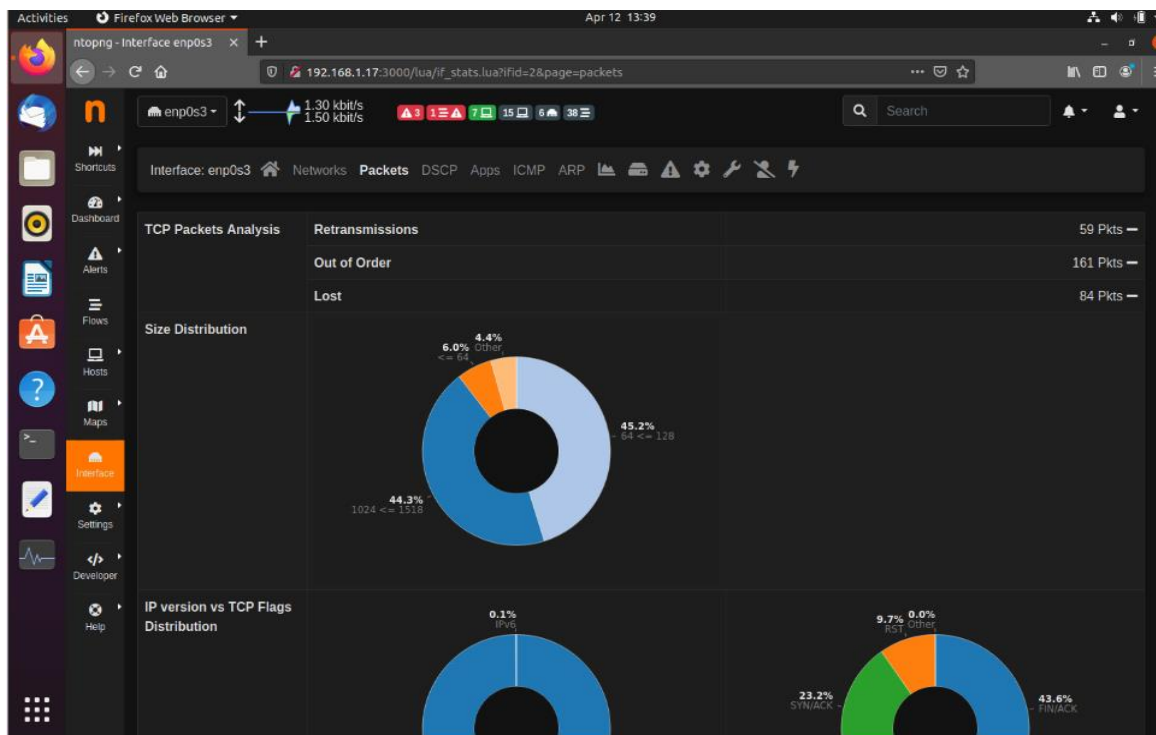 Activities Firefox Web Browser Apr 12 13:39
ntopng - Interface enp0s3
192.168.1.17:3000/lua/if_stats.lua?ifid=2&page=packets
enp0s3 1.30 kbit/s
1.50 kbit/s
3 1 7 15 6 38 Search
Shortcuts
Dashboard
Alerts
Flows
Hosts
Maps
Interface
Settings
Developer
Help
Interface: enp0s3 Networks Packets DSCP Apps ICMP ARP
TCP Packets Analysis Retransmissions 59 Pkts
Out of Order 161 Pkts
Lost 84 Pkts
Size Distribution
4.4%
Other
6.0%
<= 64
45.2%
64 <= 128
44.3%
1024 <= 1518
IP version vs TCP Flags
Distribution
0.1%
IPv6
9.7%
RST
0.0%
Other
23.2%
SYN/ACK
43.6%
FIN/ACK